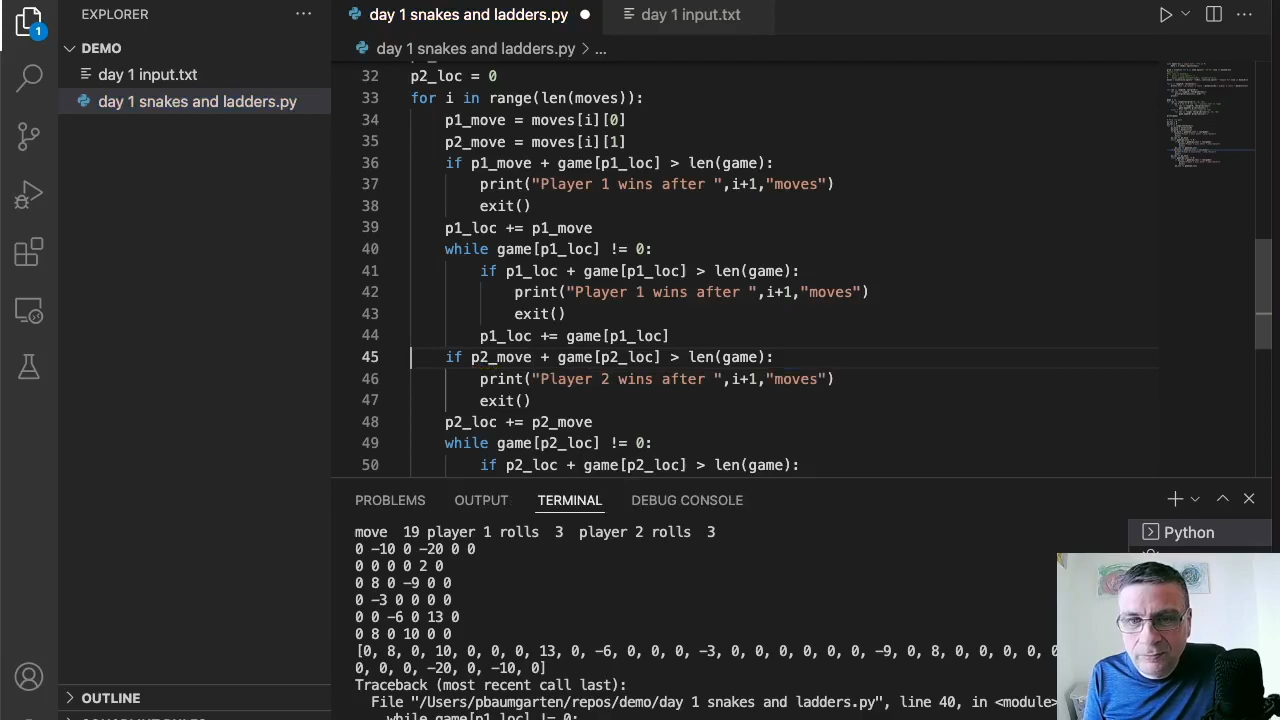 EXPLORER
day 1 snakes and ladders.py
day 1 input.txt
DEMO
day 1 snakes and ladders.py > ...
day 1 input.txt
day 1 snakes and ladders.py
1
32 p2_loc = 0
33 for i in range(len(moves)):
34 p1_move = moves[i][0]
35 p2_move = moves[i][1]
36 if p1_move + game[p1_loc] > len(game):
37 print("Player 1 wins after ",i+1,"moves")
38 exit()
39 p1_loc += p1_move
40 while game[p1_loc] != 0:
41 if p1_loc + game[p1_loc] > len(game):
42 print("Player 1 wins after ",i+1,"moves")
43 exit()
44 p1_loc += game[p1_loc]
45 if p2_move + game[p2_loc] > len(game):
46 print("Player 2 wins after ",i+1,"moves")
47 exit()
48 p2_loc += p2_move
49 while game[p2_loc] != 0:
50 if p2_loc + game[p2_loc] > len(game):
PROBLEMS OUTPUT TERMINAL DEBUG CONSOLE
Python
move 19 player 1 rolls 3 player 2 rolls 3
0 -10 0 -20 0 0
0 0 0 0 2 0
0 8 0 -9 0 0
0 -3 0 0 0 0
0 0 -6 0 13 0
0 8 0 10 0 0
[0, 8, 0, 10, 0, 0, 0, 13, 0, -6, 0, 0, 0, -3, 0, 0, 0, 0, 0, 0, -9, 0, 8, 0, 0, 0, 0, 0
0, 0, 0, -20, 0, -10, 0]
Traceback (most recent call last):
File "/Users/pbaumgarten/repos/demo/day 1 snakes and ladders.py", line 40, in <module>
while game[p1_loc] != 0:
OUTLINE